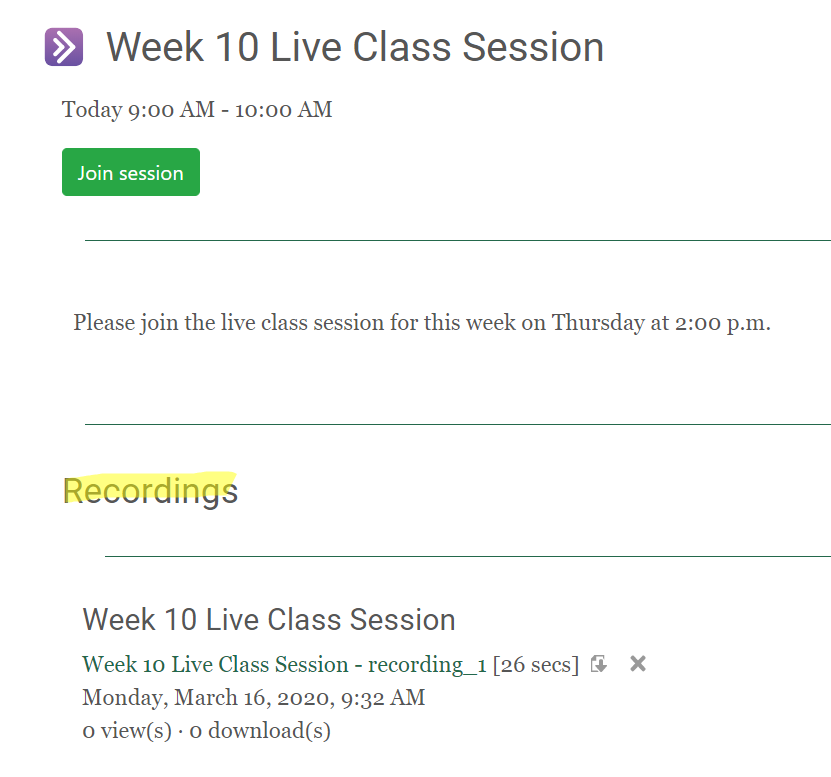 Week 10 Live Class Session
Today 9:00 AM - 10:00 AM
Join session
Please join the live class session for this week on Thursday at 2:00 p.m.
Recordings
Week 10 Live Class Session
Week 10 Live Class Session - recording_1 [26 secs]
Monday, March 16, 2020, 9:32 AM
0 view(s) · 0 download(s)